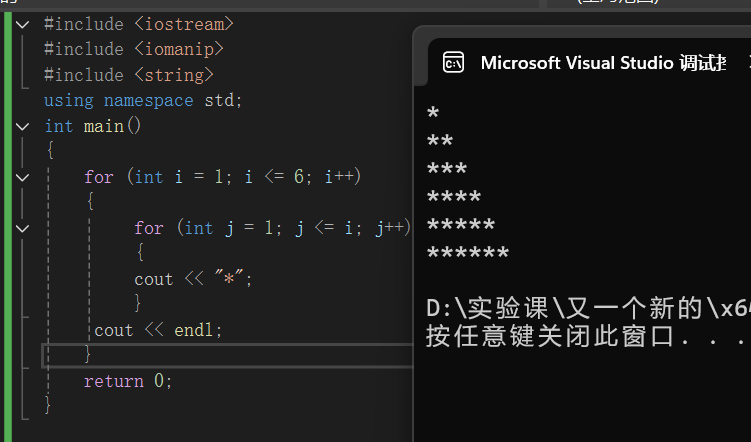 #include <iostream>
#include <iomanip>
#include <string>
using namespace std;
int main()
{
for (int i = 1; i <= 6; i++)
{
for (int j = 1; j <= i; j++)
{
cout << "*";
}
cout << endl;
}
return 0;
}
Microsoft Visual Studio 调试
*
**
***
****
*****
******
D:\实验课\又一个新的\x6
按任意键关闭此窗口. . .